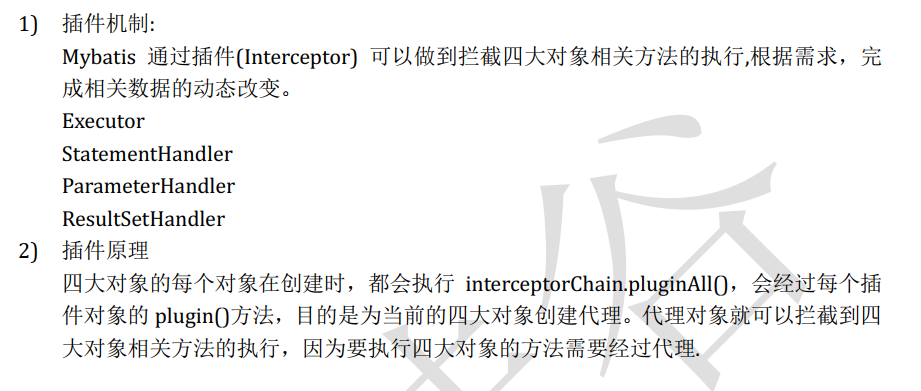 1) 插件机制:
Mybatis 通过插件(Interceptor) 可以做到拦截四大对象相关方法的执行,根据需求，完
成相关数据的动态改变。
Executor
StatementHandler
ParameterHandler
ResultSetHandler
2) 插件原理
四大对象的每个对象在创建时，都会执行 interceptorChain.pluginAll()，会经过每个插
件对象的 plugin()方法，目的是为当前的四大对象创建代理。代理对象就可以拦截到四
大对象相关方法的执行，因为要执行四大对象的方法需要经过代理.